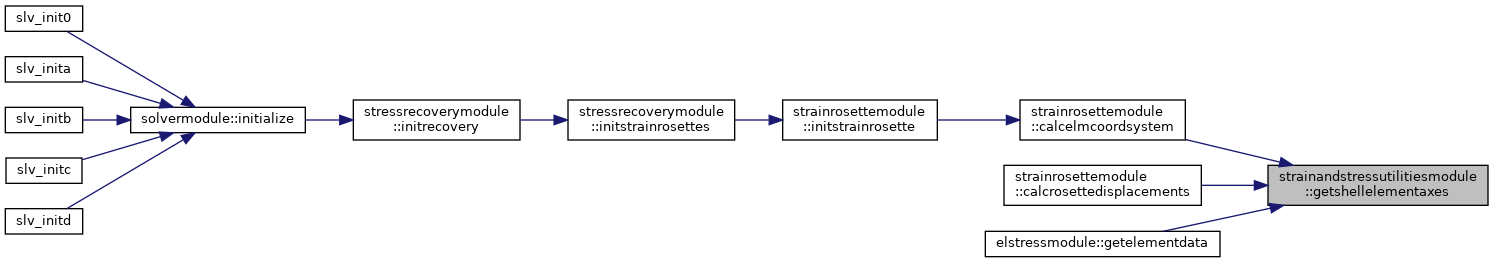 slv_init0
slv_inita
slv_initb
slv_initc
slv_initd
solvermodule::initialize
stressrecoverymodule
::initrecovery
stressrecoverymodule
::initstrainrosettes
strainrosettemodule
::initstrainrosette
strainrosettemodule
::calcelmcoordsystem
strainrosettemodule
::calcrosettedisplacements
elstressmodule::getelementdata
strainandstressutilitiesmodule
::getshellelementaxes